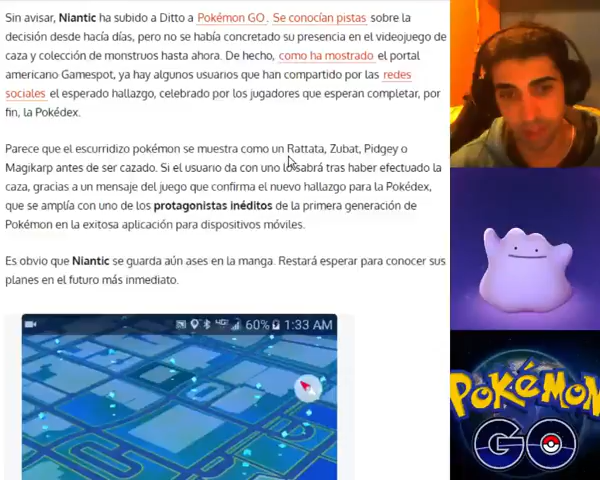 Sin avisar, Niantic ha subido a Ditto a Pokémon GO. Se conocían pistas sobre la
decisión desde hacía días, pero no se había concretado su presencia en el videojuego de
caza y colección de monstruos hasta ahora. De hecho, como ha mostrado el portal
americano Gamespot, ya hay algunos usuarios que han compartido por las redes
sociales el esperado hallazgo, celebrado por los jugadores que esperan completar, por
fin, la Pokédex.
Parece que el escurridizo pokémon se muestra como un Rattata, Zubat, Pidgey o
Magikarp antes de ser cazado. Si el usuario da con uno lo sabrá tras haber efectuado la
caza, gracias a un mensaje del juego que confirma el nuevo hallazgo para la Pokédex,
que se amplía con uno de los protagonistas inéditos de la primera generación de
Pokémon en la exitosa aplicación para dispositivos móviles.
Es obvio que Niantic se guarda aún ases en la manga. Restará esperar para conocer sus
planes en el futuro más inmediato.
4G 60% 1:33 AM
POKéMON
GO